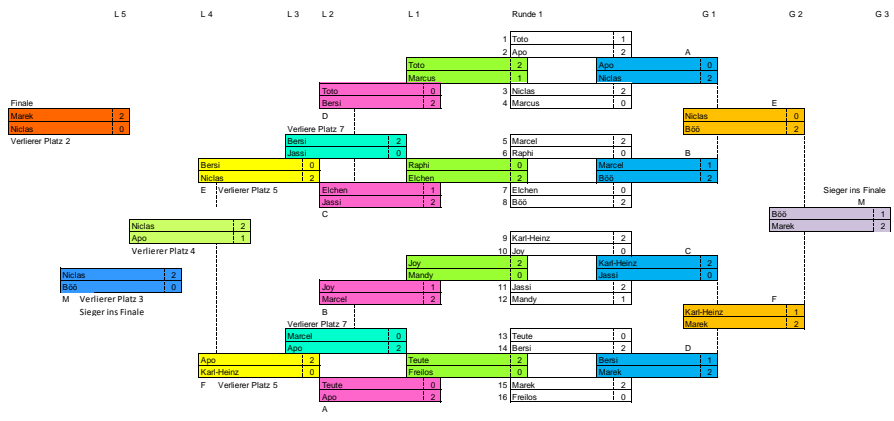 L 5 L 4 L 3 L 2 L 1 Runde 1 G 1 G 2 G 3
1 Toto 1
2 Apo 2 A
Toto 2 Apo 0
Marcus 1 Niclas 2
Toto 0 3 Niclas 2
Finale Bersi 2 4 Marcus 0 E
Marek 2 D Niclas 0
Niclas 0 Verliere Platz 7 Böö 2
Verlierer Platz 2 Bersi 2 5 Marcel 2
Jassi 0 6 Raphi 0 B
Bersi 0 Raphi 0 Marcel 1
Niclas 2 Elchen 2 Böö 2
E Verlierer Platz 5 Elchen 1 7 Elchen 0 Sieger ins Finale
Jassi 2 8 Böö 2 M
C Böö 1
Niclas 2 Marek 2
Apo 1 9 Karl-Heinz 2
Verlierer Platz 4 10 Joy 0 C
Joy 2 Karl-Heinz 2
Niclas 2 Mandy 0 Jassi 0
Böö 0 Joy 1 11 Jassi 2
M Verlierer Platz 3 Marcel 2 12 Mandy 1 F
Sieger ins Finale B Karl-Heinz 1
Verliere Platz 7 Marek 2
Marcel 0 13 Teute 0
Apo 2 14 Bersi 2 D
Apo 2 Teute 2 Bersi 1
Karl-Heinz 0 Freilos 0 Marek 2
F Verlierer Platz 5 Teute 0 15 Marek 2
Apo 2 16 Freilos 0
A